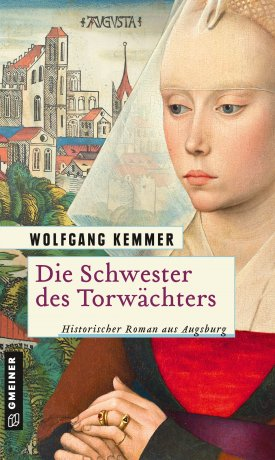 AVGVSTA
WOLFGANG KEMMER
Die Schwester
des Torwächters
Historischer Roman aus Augsburg
GMEINER